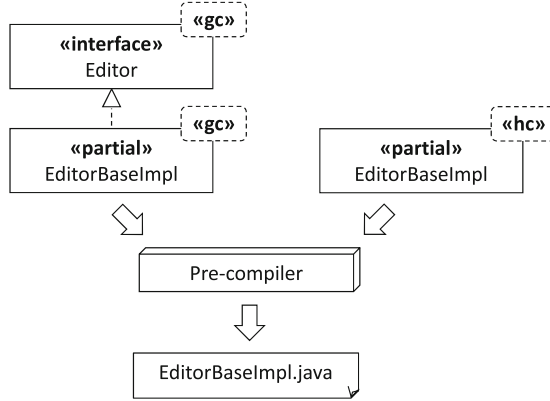 «gc»
«interface»
Editor
«gc»
«partial»
EditorBaseImpl
«hc»
«partial»
EditorBaseImpl
Pre-compiler
EditorBaseImpl.java